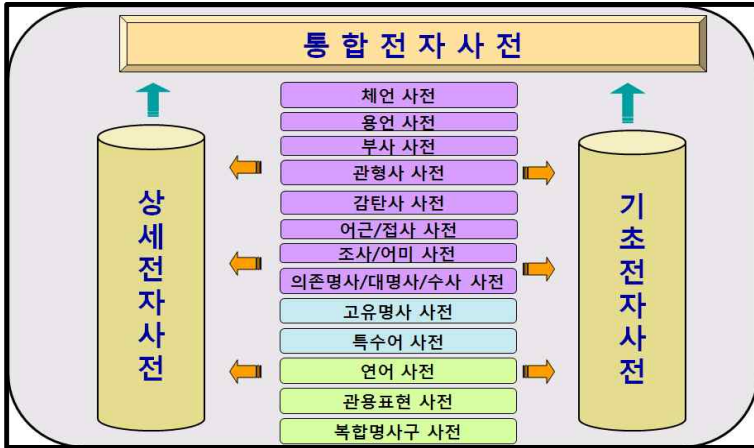 통합전자사전
상세전자사전
체언 사전
용언 사전
부사 사전
관형사 사전
감탄사 사전
어근/접사 사전
조사/어미 사전
의존명사/대명사/수사 사전
고유명사 사전
특수어 사전
연어 사전
관용표현 사전
복합명사구 사전
기초전자사전